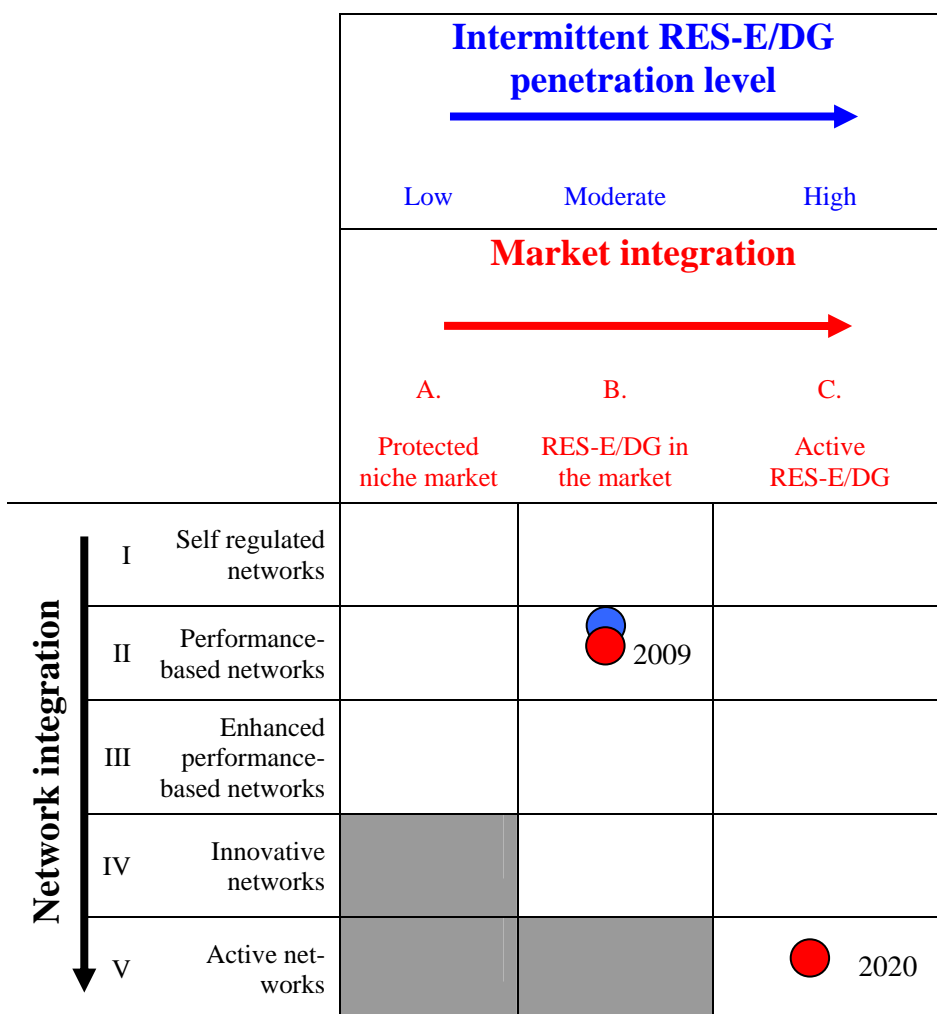 Intermittent RES-E/DG
penetration level
Low Moderate High
Market integration
A. B. C.
Protected
niche market
RES-E/DG in
the market
Active
RES-E/DG
Network integration
I
Self regulated
networks
II
Performance-
based networks
2009
III
Enhanced
performance-
based networks
IV
Innovative
networks
V
Active net-
works
2020